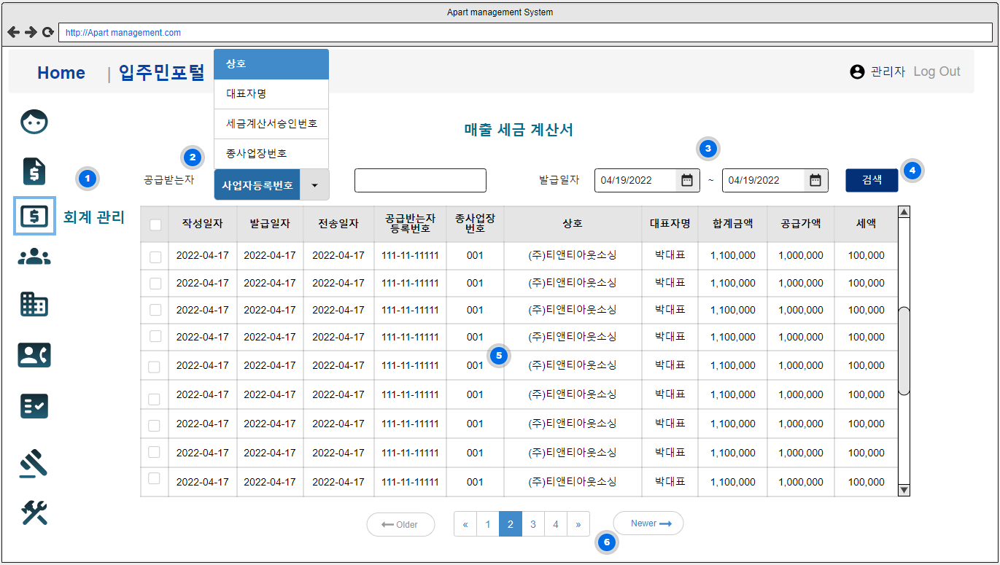 Apart management System
http://Apart management.com
Home | 입주민포털
상호
관리자 Log Out
대표자명
세금계산서승인번호
종사업장번호
매출 세금 계산서
1
2
3
4
공급받는자
사업자등록번호
발급일자
04/19/2022
~
04/19/2022
검색
회계 관리
작성일자 발급일자 전송일자 공급받는자 등록번호 종사업장 번호 상호 대표자명 합계금액 공급가액 세액
2022-04-17 2022-04-17 2022-04-17 111-11-11111 001 (주)티앤티아웃소싱 박대표 1,100,000 1,000,000 100,000
2022-04-17 2022-04-17 2022-04-17 111-11-11111 001 (주)티앤티아웃소싱 박대표 1,100,000 1,000,000 100,000
2022-04-17 2022-04-17 2022-04-17 111-11-11111 001 (주)티앤티아웃소싱 박대표 1,100,000 1,000,000 100,000
2022-04-17 2022-04-17 2022-04-17 111-11-11111 001 (주)티앤티아웃소싱 박대표 1,100,000 1,000,000 100,000
5
2022-04-17 2022-04-17 2022-04-17 111-11-11111 001 (주)티앤티아웃소싱 박대표 1,100,000 1,000,000 100,000
2022-04-17 2022-04-17 2022-04-17 111-11-11111 001 (주)티앤티아웃소싱 박대표 1,100,000 1,000,000 100,000
2022-04-17 2022-04-17 2022-04-17 111-11-11111 001 (주)티앤티아웃소싱 박대표 1,100,000 1,000,000 100,000
2022-04-17 2022-04-17 2022-04-17 111-11-11111 001 (주)티앤티아웃소싱 박대표 1,100,000 1,000,000 100,000
2022-04-17 2022-04-17 2022-04-17 111-11-11111 001 (주)티앤티아웃소싱 박대표 1,100,000 1,000,000 100,000
Older « 1 2 3 4 » Newer
6